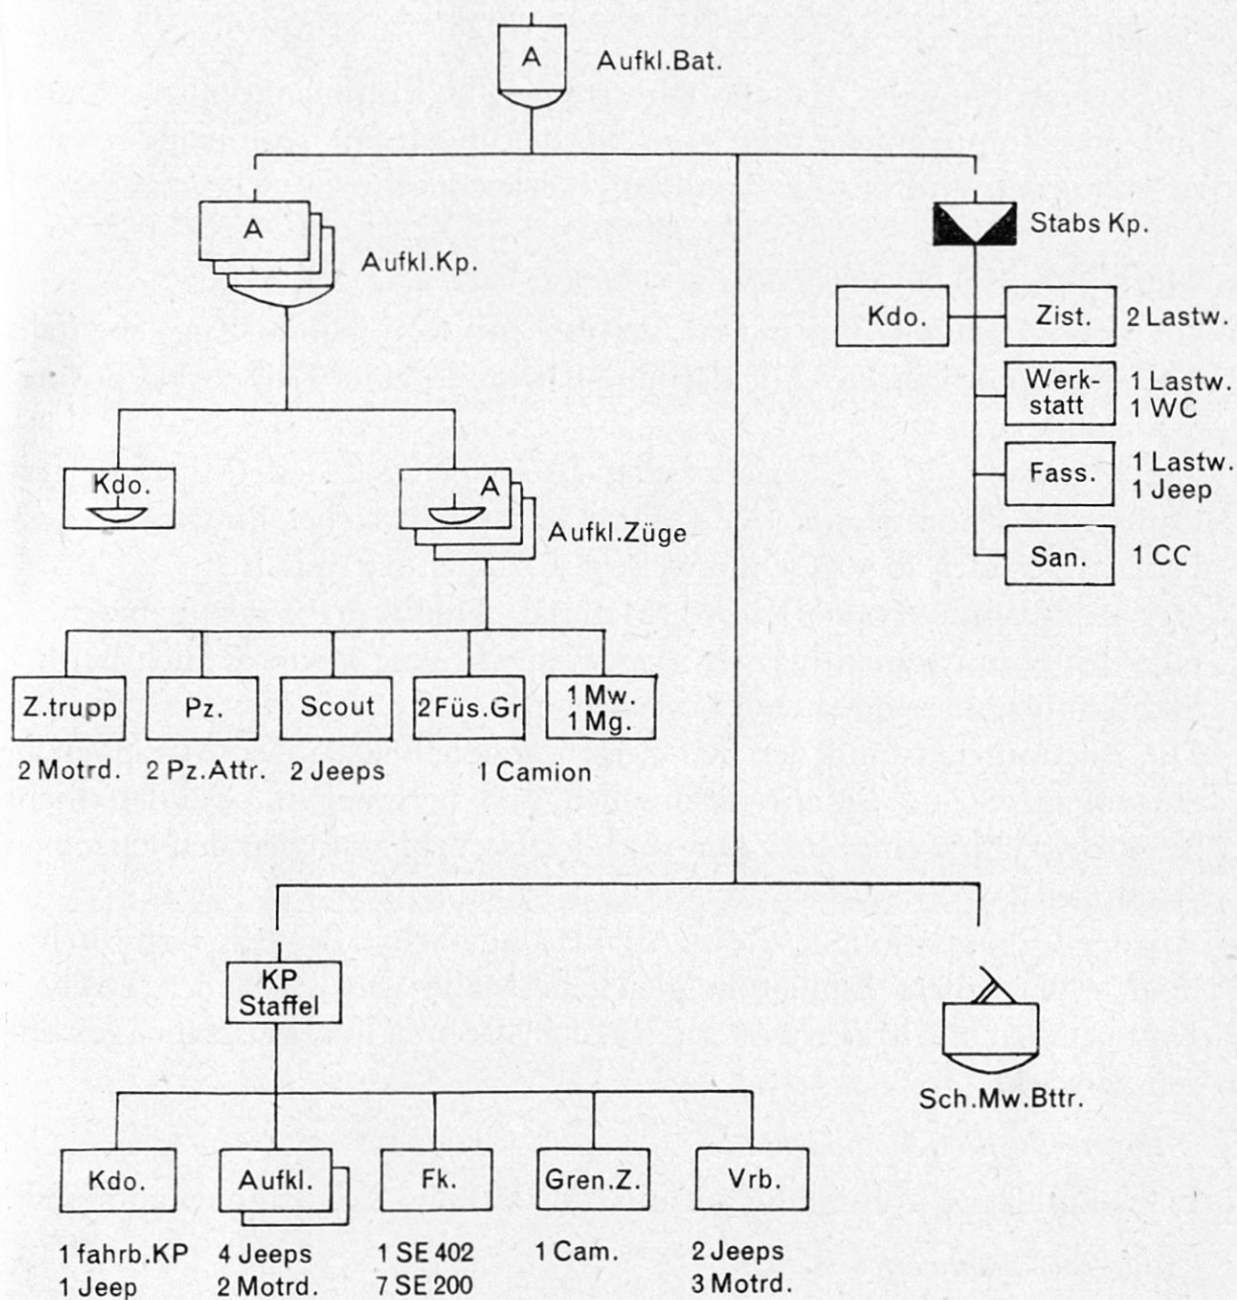 A
Aufkl.Bat.
A
Aufkl.Kp.
Stabs Kp.
Kdo.
Zist.
2 Lastw.
Werk-
statt
1 Lastw.
1 WC
Fass.
1 Lastw.
1 Jeep
San.
1 CC
Kdo.
A
Aufkl.Züge
Z.trupp
Pz.
Scout
2 Füs.Gr
1 Mw.
1 Mg.
2 Motrd.
2 Pz.Attr.
2 Jeeps
1 Camion
KP
Staffel
Sch.Mw.Bttr.
Kdo.
Aufkl.
Fk.
Gren.Z.
Vrb.
1 fahrb.KP
1 Jeep
4 Jeeps
2 Motrd.
1 SE 402
7 SE 200
1 Cam.
2 Jeeps
3 Motrd.